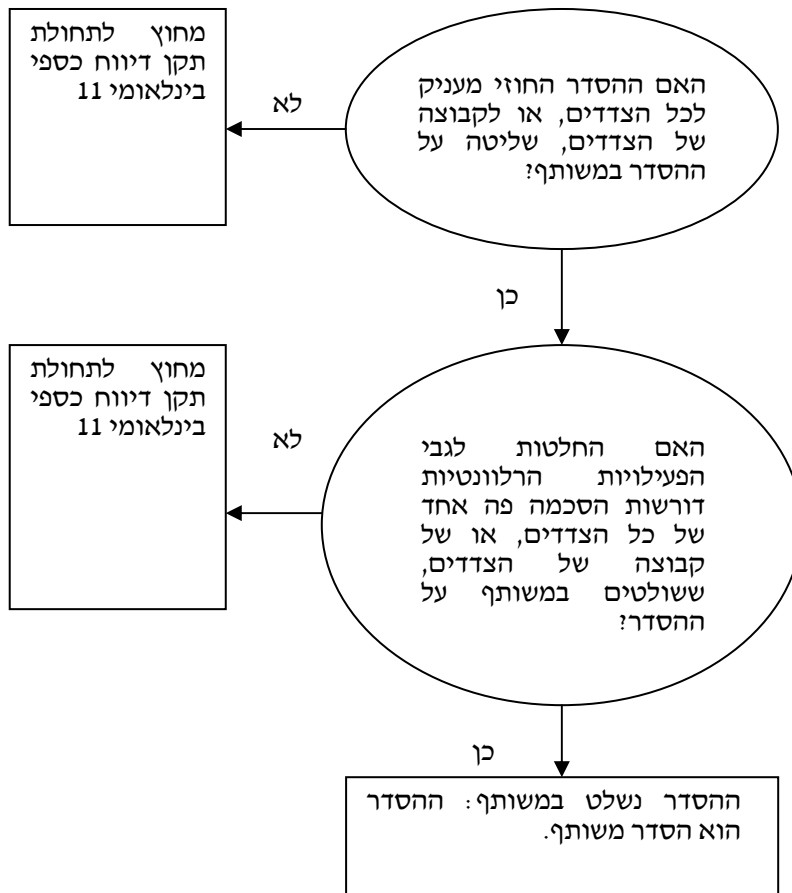 האם ההסדר החוזי מעניק
לכל הצדדים, או לקבוצה
של הצדדים, שליטה על
ההסדר במשותף?
לא
מחוץ לתחולת
תקן דיווח כספי
בינלאומי 11
כן
האם החלטות לגבי
הפעילויות הרלוונטיות
דורשות הסכמה פה אחד
של כל הצדדים, או של
קבוצה של הצדדים,
ששולטים במשותף על
ההסדר?
לא
מחוץ לתחולת
תקן דיווח כספי
בינלאומי 11
כן
ההסדר נשלט במשותף: ההסדר
הוא הסדר משותף.